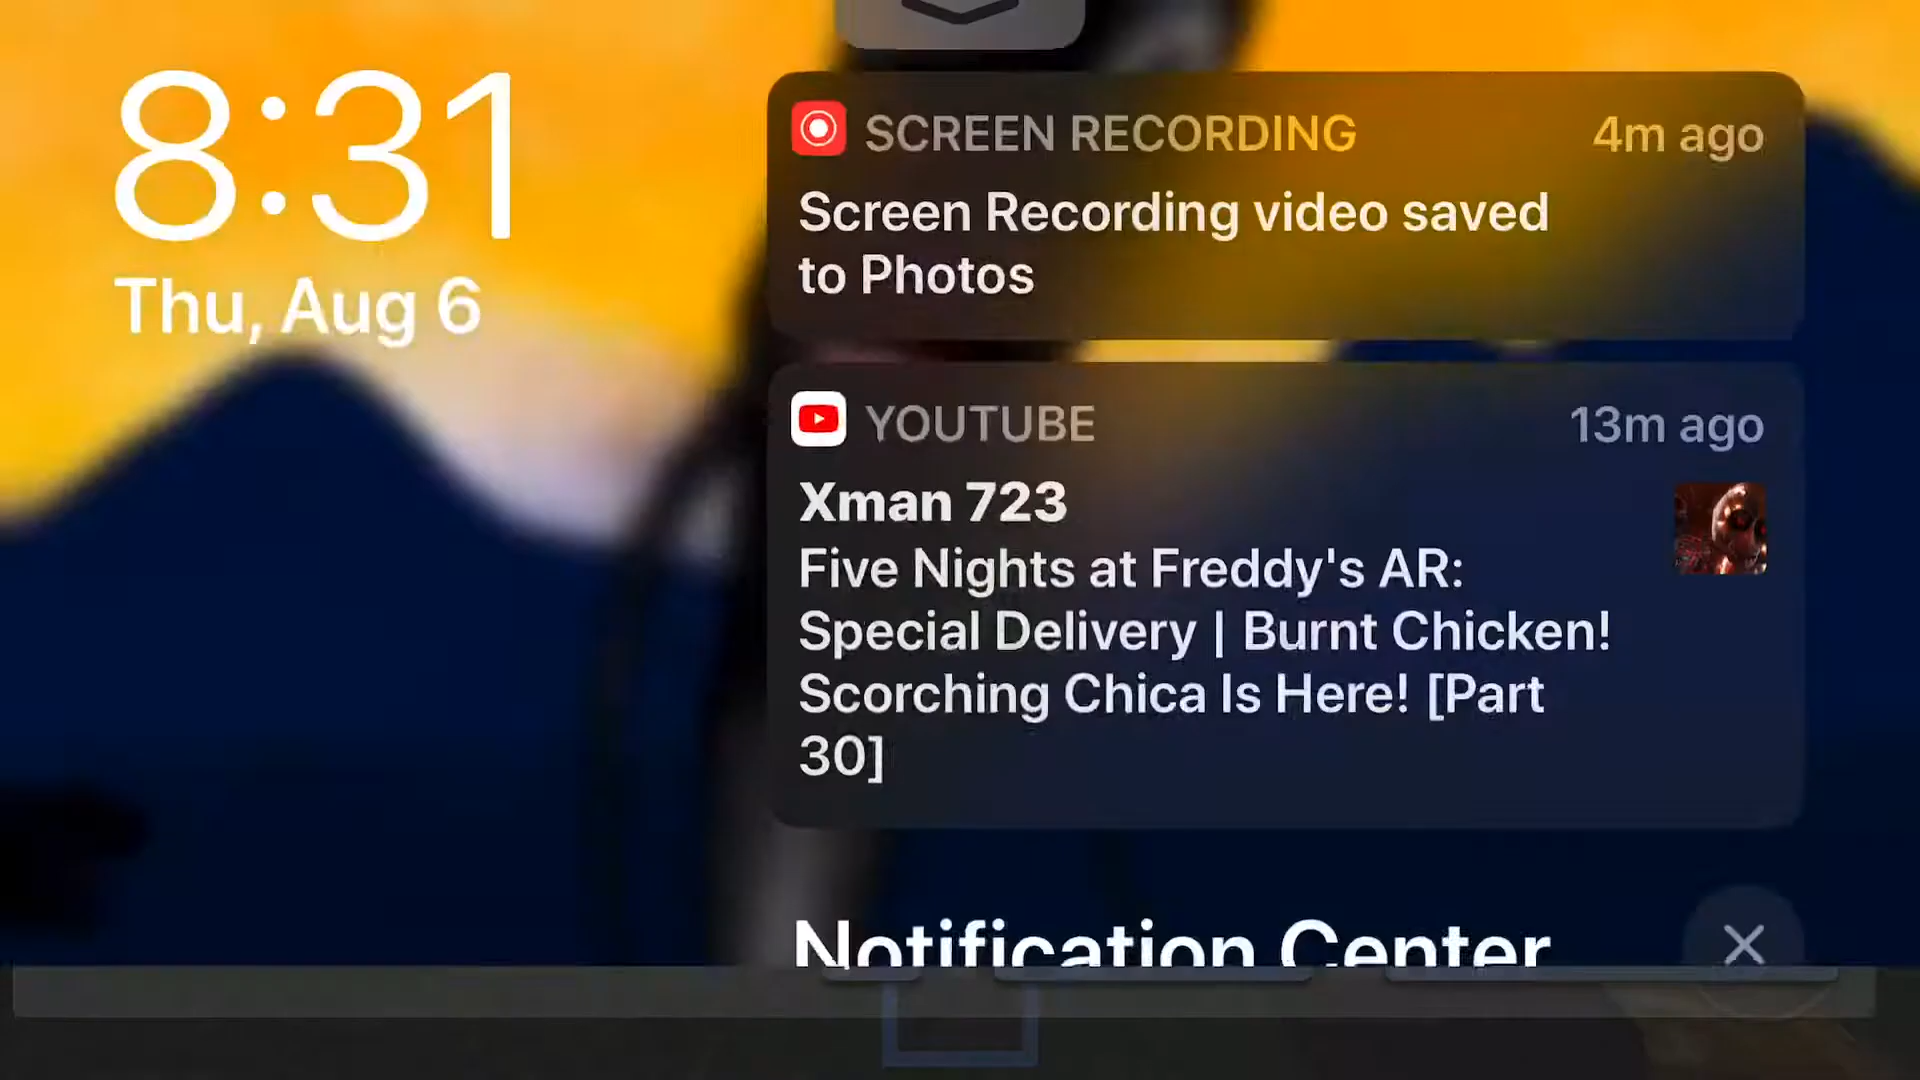 8:31
Thu, Aug 6
SCREEN RECORDING
4m ago
Screen Recording video saved
to Photos
YOUTUBE
13m ago
Xman 723
Five Nights at Freddy's AR:
Special Delivery | Burnt Chicken!
Scorching Chica Is Here! [Part
30]
Notification Center